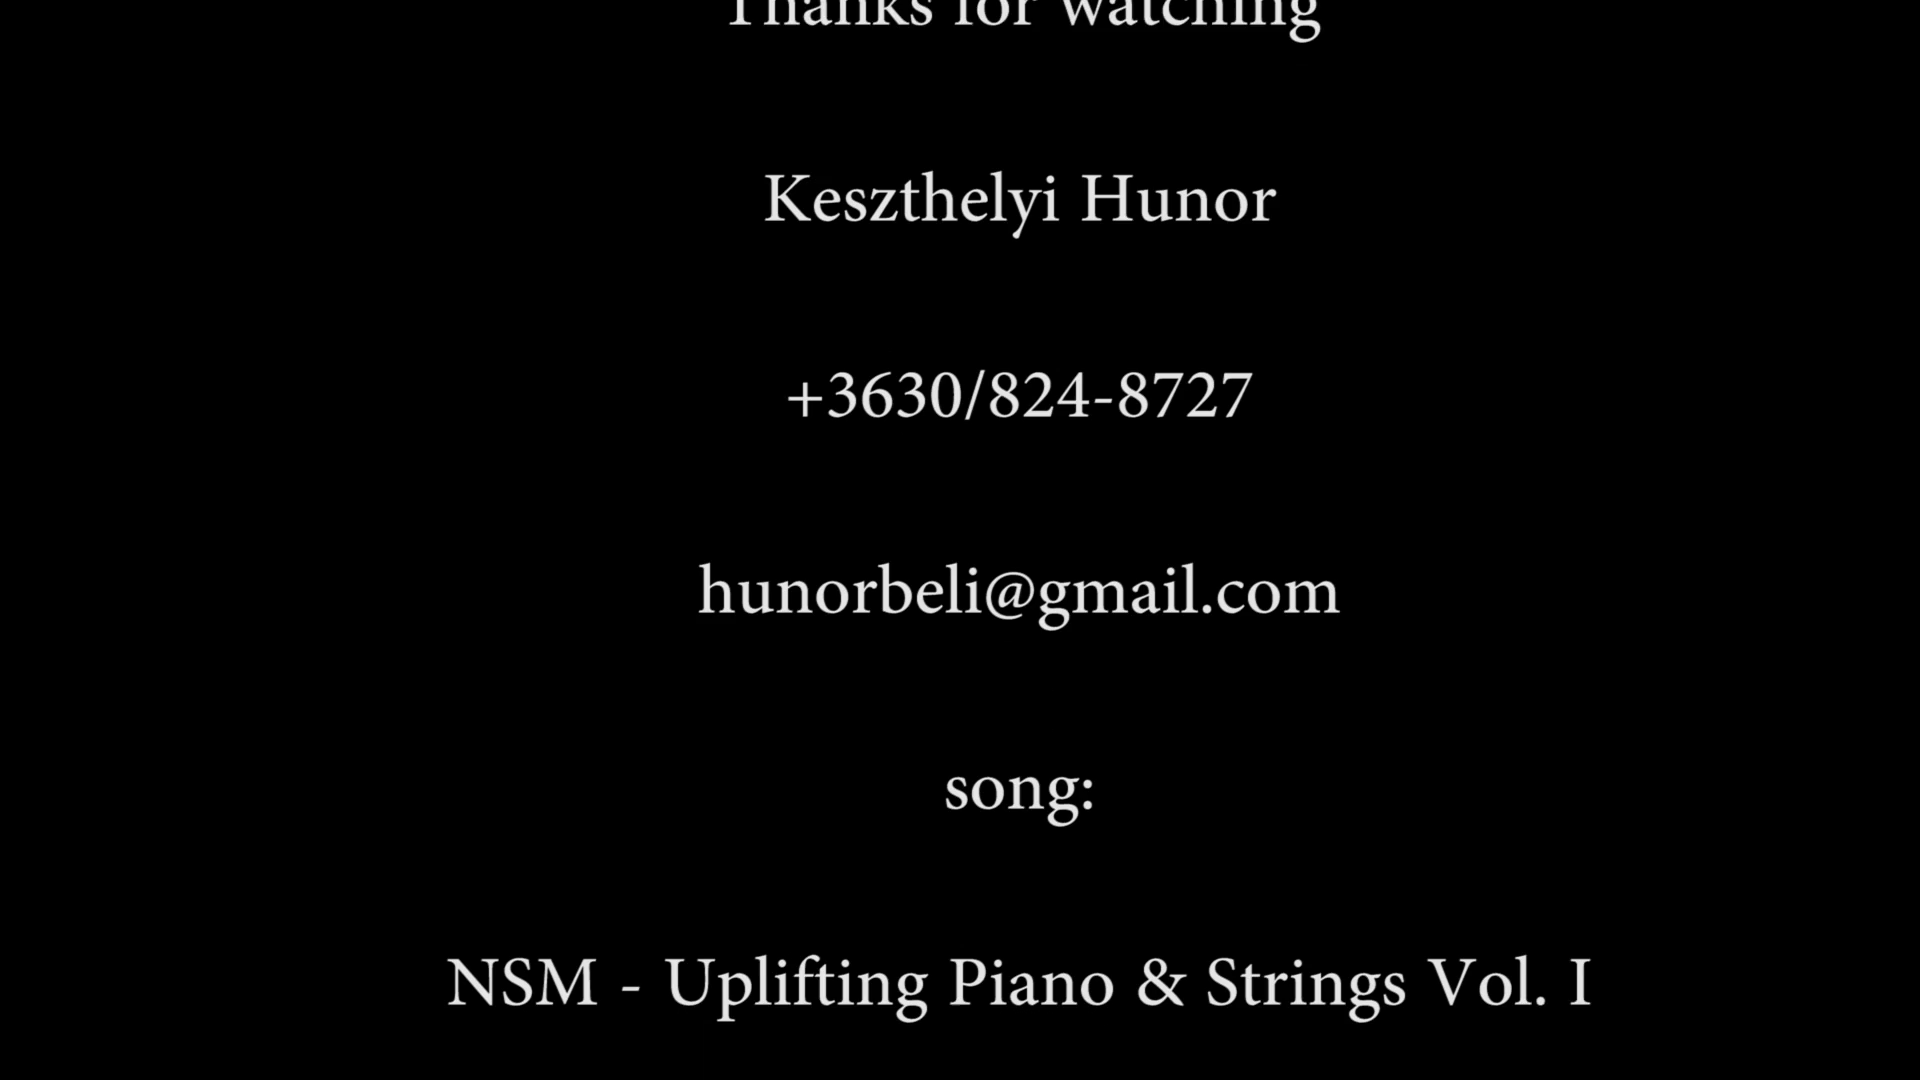 Thanks for watching
Keszthelyi Hunor
+3630/824-8727
hunorbeli@gmail.com
song:
NSM - Uplifting Piano & Strings Vol. I